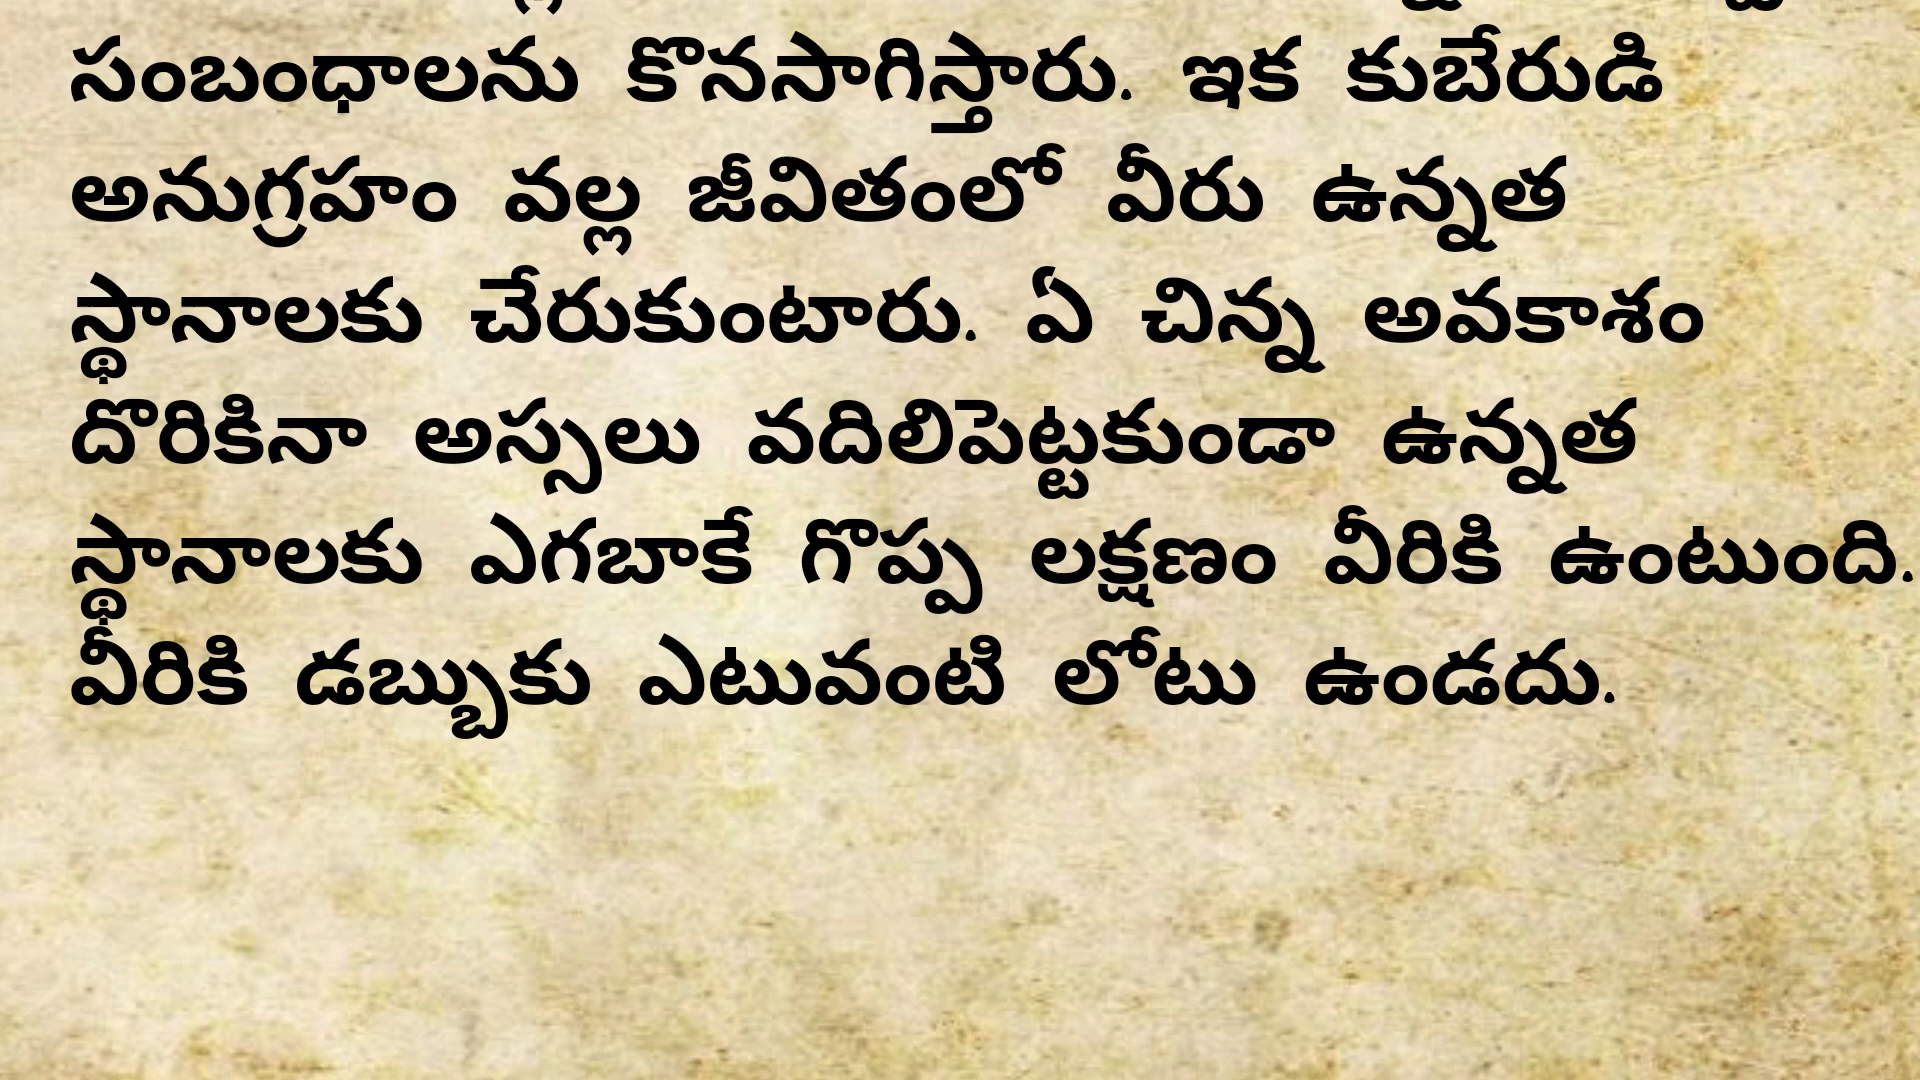 సంబంధాలను కొనసాగిస్తారు. ఇక కుబేరుడి
అనుగ్రహం వల్ల జీవితంలో వీరు ఉన్నత
స్థానాలకు చేరుకుంటారు. ఏ చిన్న అవకాశం
దొరికినా అస్సలు వదిలిపెట్టకుండా ఉన్నత
స్థానాలకు ఎగబాకే గొప్ప లక్షణం వీరికి ఉంటుంది.
వీరికి డబ్బుకు ఎటువంటి లోటు ఉండదు.